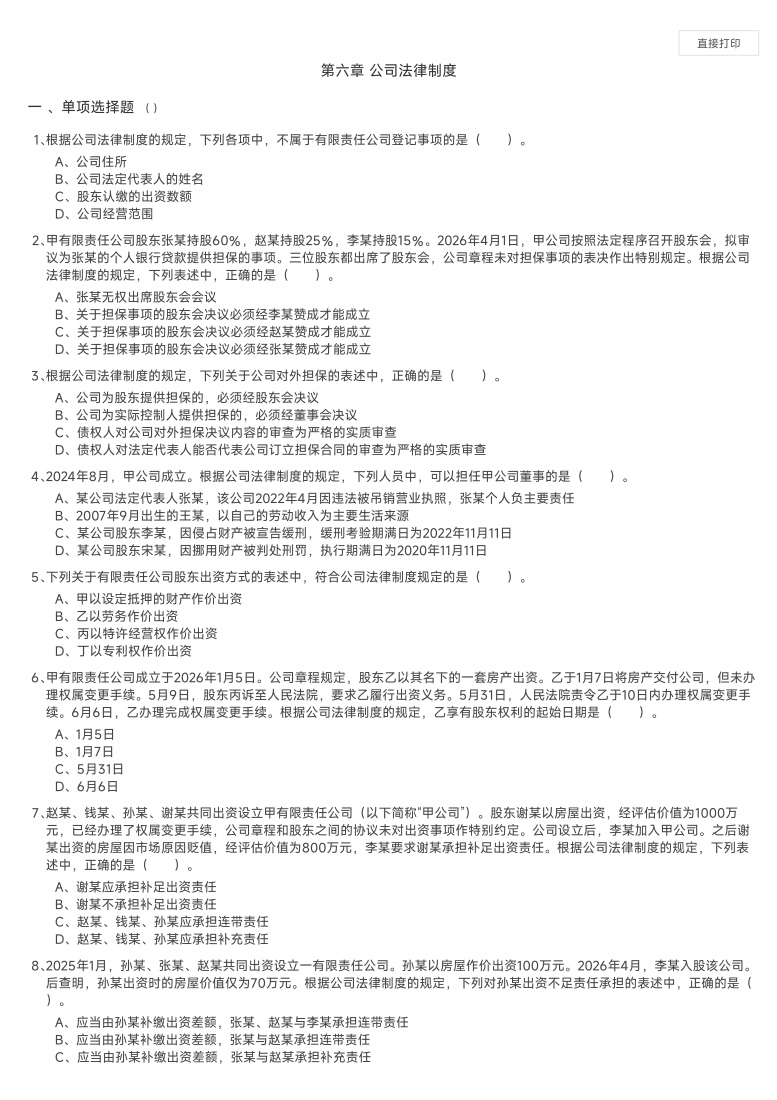 直接打印
第六章 公司法律制度
一 、单项选择题 （ ）
1、根据公司法律制度的规定，下列各项中，不属于有限责任公司登记事项的是（　　）。
A、公司住所
B、公司法定代表人的姓名
C、股东认缴的出资数额
D、公司经营范围
2、甲有限责任公司股东张某持股60%，赵某持股25%，李某持股15%。2026年4月1日，甲公司按照法定程序召开股东会，拟审
议为张某的个人银行贷款提供担保的事项。三位股东都出席了股东会，公司章程未对担保事项的表决作出特别规定。根据公司
法律制度的规定，下列表述中，正确的是（　　）。
A、张某无权出席股东会会议
B、关于担保事项的股东会决议必须经李某赞成才能成立
C、关于担保事项的股东会决议必须经赵某赞成才能成立
D、关于担保事项的股东会决议必须经张某赞成才能成立
3、根据公司法律制度的规定，下列关于公司对外担保的表述中，正确的是（　　）。
A、公司为股东提供担保的，必须经股东会决议
B、公司为实际控制人提供担保的，必须经董事会决议
C、债权人对公司对外担保决议内容的审查为严格的实质审查
D、债权人对法定代表人能否代表公司订立担保合同的审查为严格的实质审查
4、2024年8月，甲公司成立。根据公司法律制度的规定，下列人员中，可以担任甲公司董事的是（　　）。
A、某公司法定代表人张某，该公司2022年4月因违法被吊销营业执照，张某个人负主要责任
B、2007年9月出生的王某，以自己的劳动收入为主要生活来源
C、某公司股东李某，因侵占财产被宣告缓刑，缓刑考验期满日为2022年11月11日
D、某公司股东宋某，因挪用财产被判处刑罚，执行期满日为2020年11月11日
5、下列关于有限责任公司股东出资方式的表述中，符合公司法律制度规定的是（　　）。
A、甲以设定抵押的财产作价出资
B、乙以劳务作价出资
C、丙以特许经营权作价出资
D、丁以专利权作价出资
6、甲有限责任公司成立于2026年1月5日。公司章程规定，股东乙以其名下的一套房产出资。乙于1月7日将房产交付公司，但未办
理权属变更手续。5月9日，股东丙诉至人民法院，要求乙履行出资义务。5月31日，人民法院责令乙于10日内办理权属变更手
续。6月6日，乙办理完成权属变更手续。根据公司法律制度的规定，乙享有股东权利的起始日期是（　　）。
A、1月5日
B、1月7日
C、5月31日
D、6月6日
7、赵某、钱某、孙某、谢某共同出资设立甲有限责任公司（以下简称“甲公司”）。股东谢某以房屋出资，经评估价值为1000万
元，已经办理了权属变更手续，公司章程和股东之间的协议未对出资事项作特别约定。公司设立后，李某加入甲公司。之后谢
某出资的房屋因市场原因贬值，经评估价值为800万元，李某要求谢某承担补足出资责任。根据公司法律制度的规定，下列表
述中，正确的是（　　）。
A、谢某应承担补足出资责任
B、谢某不承担补足出资责任
C、赵某、钱某、孙某应承担连带责任
D、赵某、钱某、孙某应承担补充责任
8、2025年1月，孙某、张某、赵某共同出资设立一有限责任公司。孙某以房屋作价出资100万元。2026年4月，李某入股该公司。
后查明，孙某出资时的房屋价值仅为70万元。根据公司法律制度的规定，下列对孙某出资不足责任承担的表述中，正确的是（
）。
A、应当由孙某补缴出资差额，张某、赵某与李某承担连带责任
B、应当由孙某补缴出资差额，张某与赵某承担连带责任
C、应当由孙某补缴出资差额，张某与赵某承担补充责任